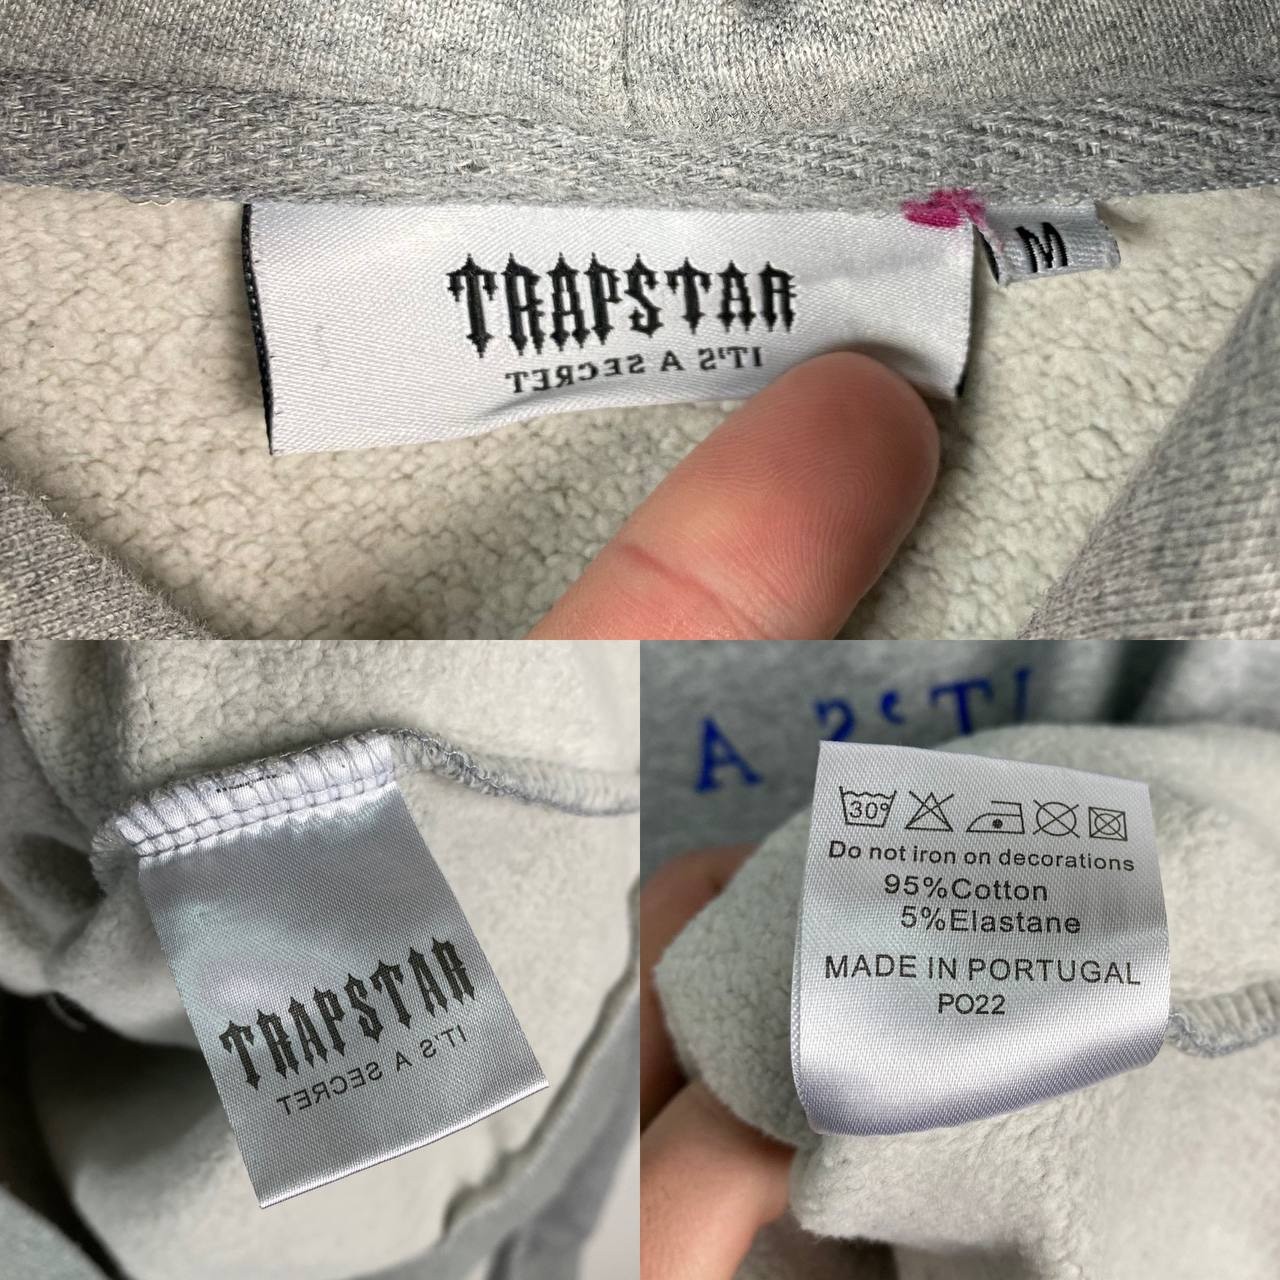 TRAPSTAR
IT'S A SECRET
M
TRAPSTAR
IT'S A SECRET
IT'S A
30°
Do not iron on decorations
95%Cotton
5%Elastane
MADE IN PORTUGAL
PO22